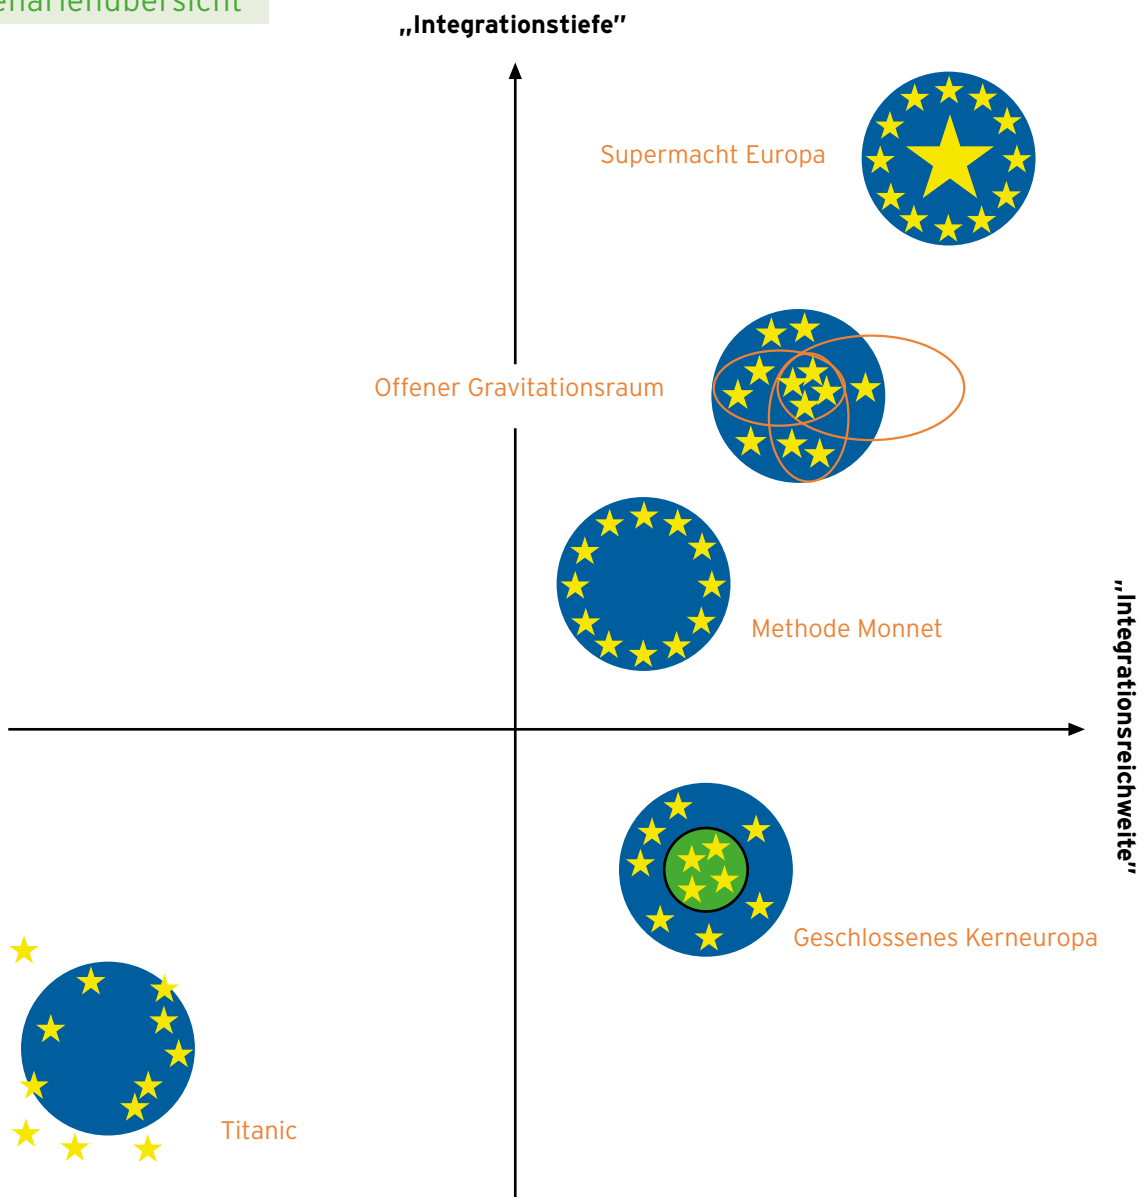 „Integrationstiefe”
Supermacht Europa
Offener Gravitationsraum
Methode Monnet
„Integrationsreichweite”
Geschlossenes Kerneuropa
Titanic